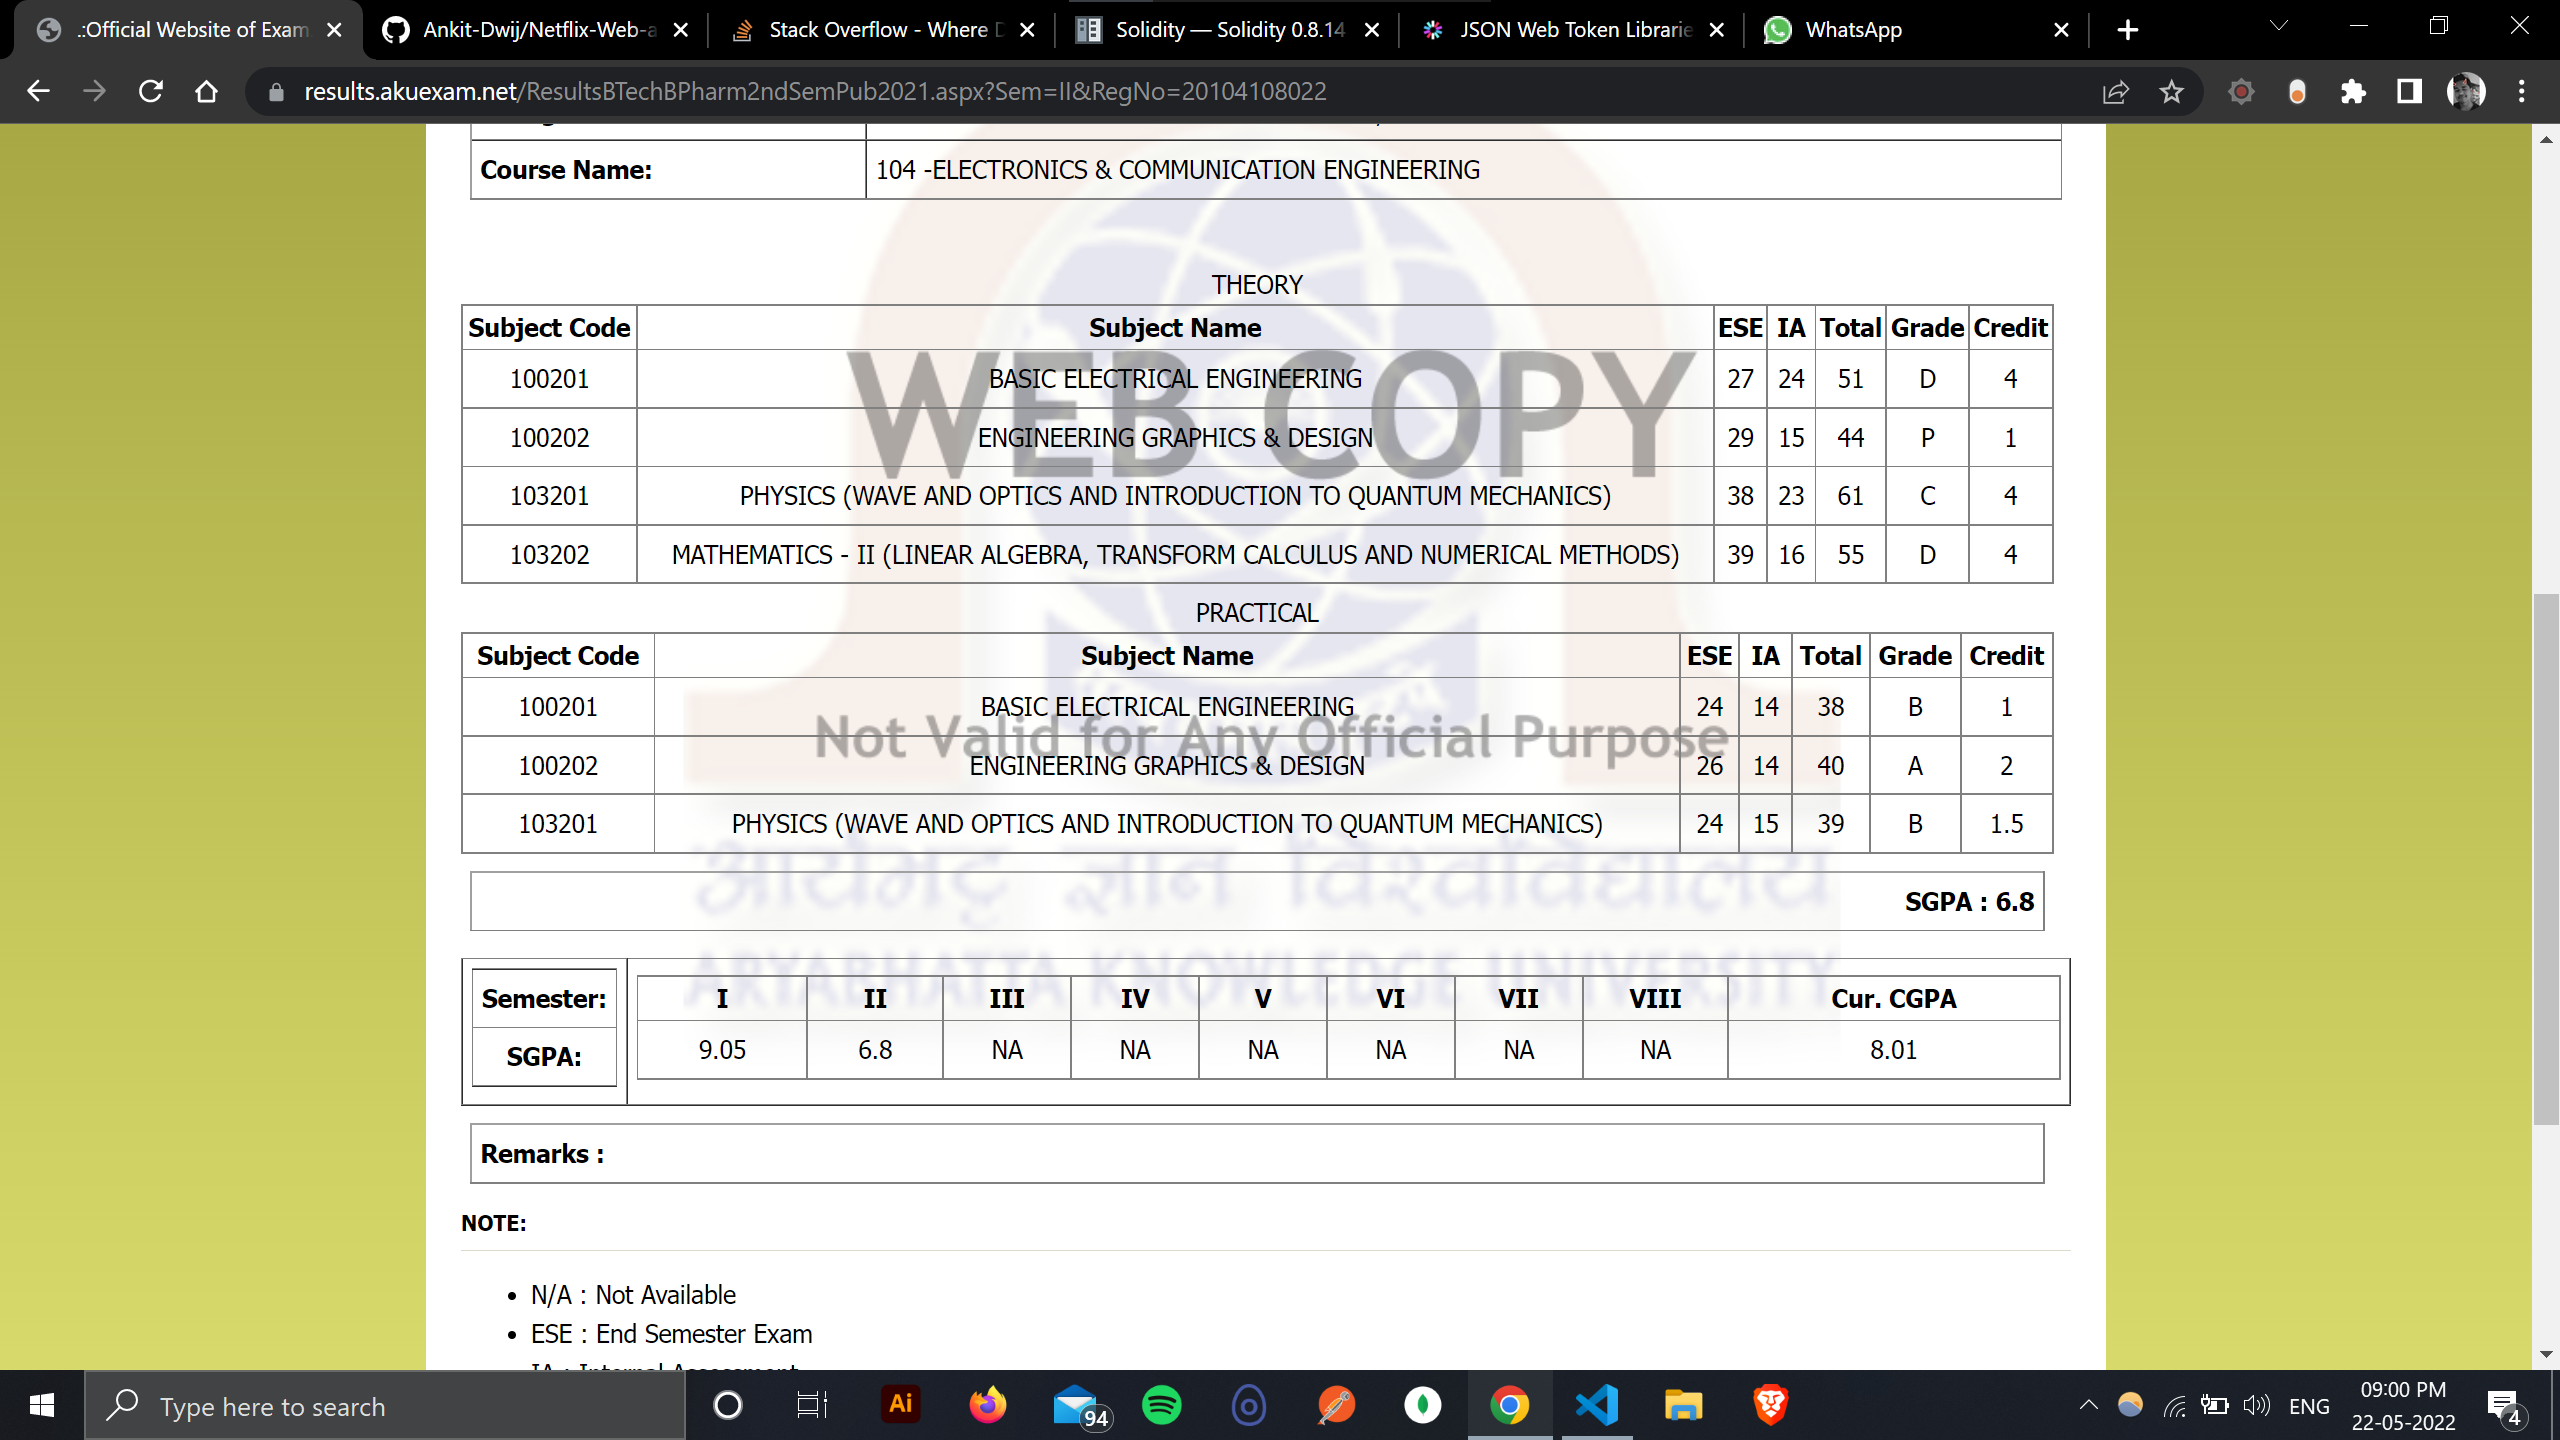 .:Official Website of Exam
Ankit-Dwij/Netflix-Web-a
Stack Overflow - Where D
Solidity — Solidity 0.8.14
JSON Web Token Librarie
WhatsApp
results.akuexam.net/ResultsBTechBPharm2ndSemPub2021.aspx?Sem=II&RegNo=20104108022
Course Name: 104 -ELECTRONICS & COMMUNICATION ENGINEERING
THEORY
Subject Code Subject Name ESE IA Total Grade Credit
100201 BASIC ELECTRICAL ENGINEERING 27 24 51 D 4
WEB COPY
100202 ENGINEERING GRAPHICS & DESIGN 29 15 44 P 1
103201 PHYSICS (WAVE AND OPTICS AND INTRODUCTION TO QUANTUM MECHANICS) 38 23 61 C 4
103202 MATHEMATICS - II (LINEAR ALGEBRA, TRANSFORM CALCULUS AND NUMERICAL METHODS) 39 16 55 D 4
PRACTICAL
Subject Code Subject Name ESE IA Total Grade Credit
100201 BASIC ELECTRICAL ENGINEERING 24 14 38 B 1
Not Valid for Any Official Purpose
100202 ENGINEERING GRAPHICS & DESIGN 26 14 40 A 2
103201 PHYSICS (WAVE AND OPTICS AND INTRODUCTION TO QUANTUM MECHANICS) 24 15 39 B 1.5
आर्यभट्ट ज्ञान विश्वविद्यालय
SGPA : 6.8
ARYABHATTA KNOWLEDGE UNIVERSITY
Semester: I II III IV V VI VII VIII Cur. CGPA
SGPA: 9.05 6.8 NA NA NA NA NA NA 8.01
Remarks :
NOTE:
• N/A : Not Available
• ESE : End Semester Exam
IA : Internal Assessment
Type here to search
Ai
94
ENG
09:00 PM
22-05-2022
4